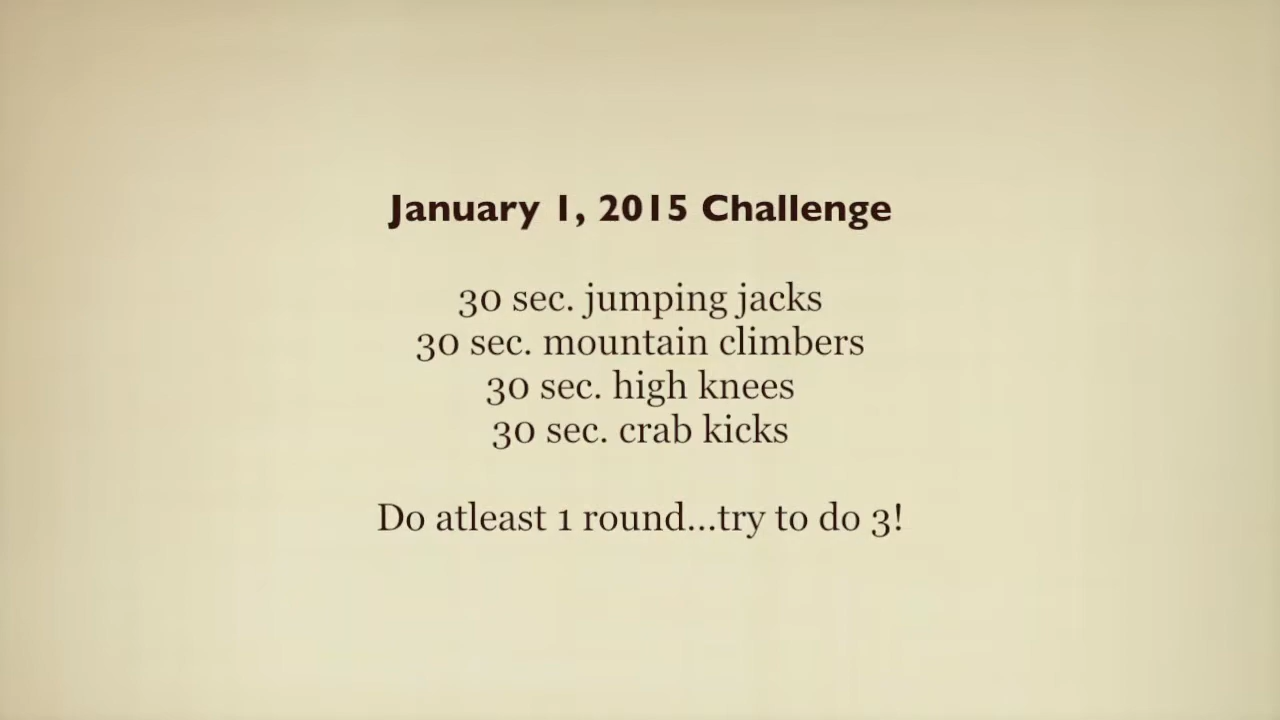 January 1, 2015 Challenge
30 sec. jumping jacks
30 sec. mountain climbers
30 sec. high knees
30 sec. crab kicks
Do atleast 1 round...try to do 3!